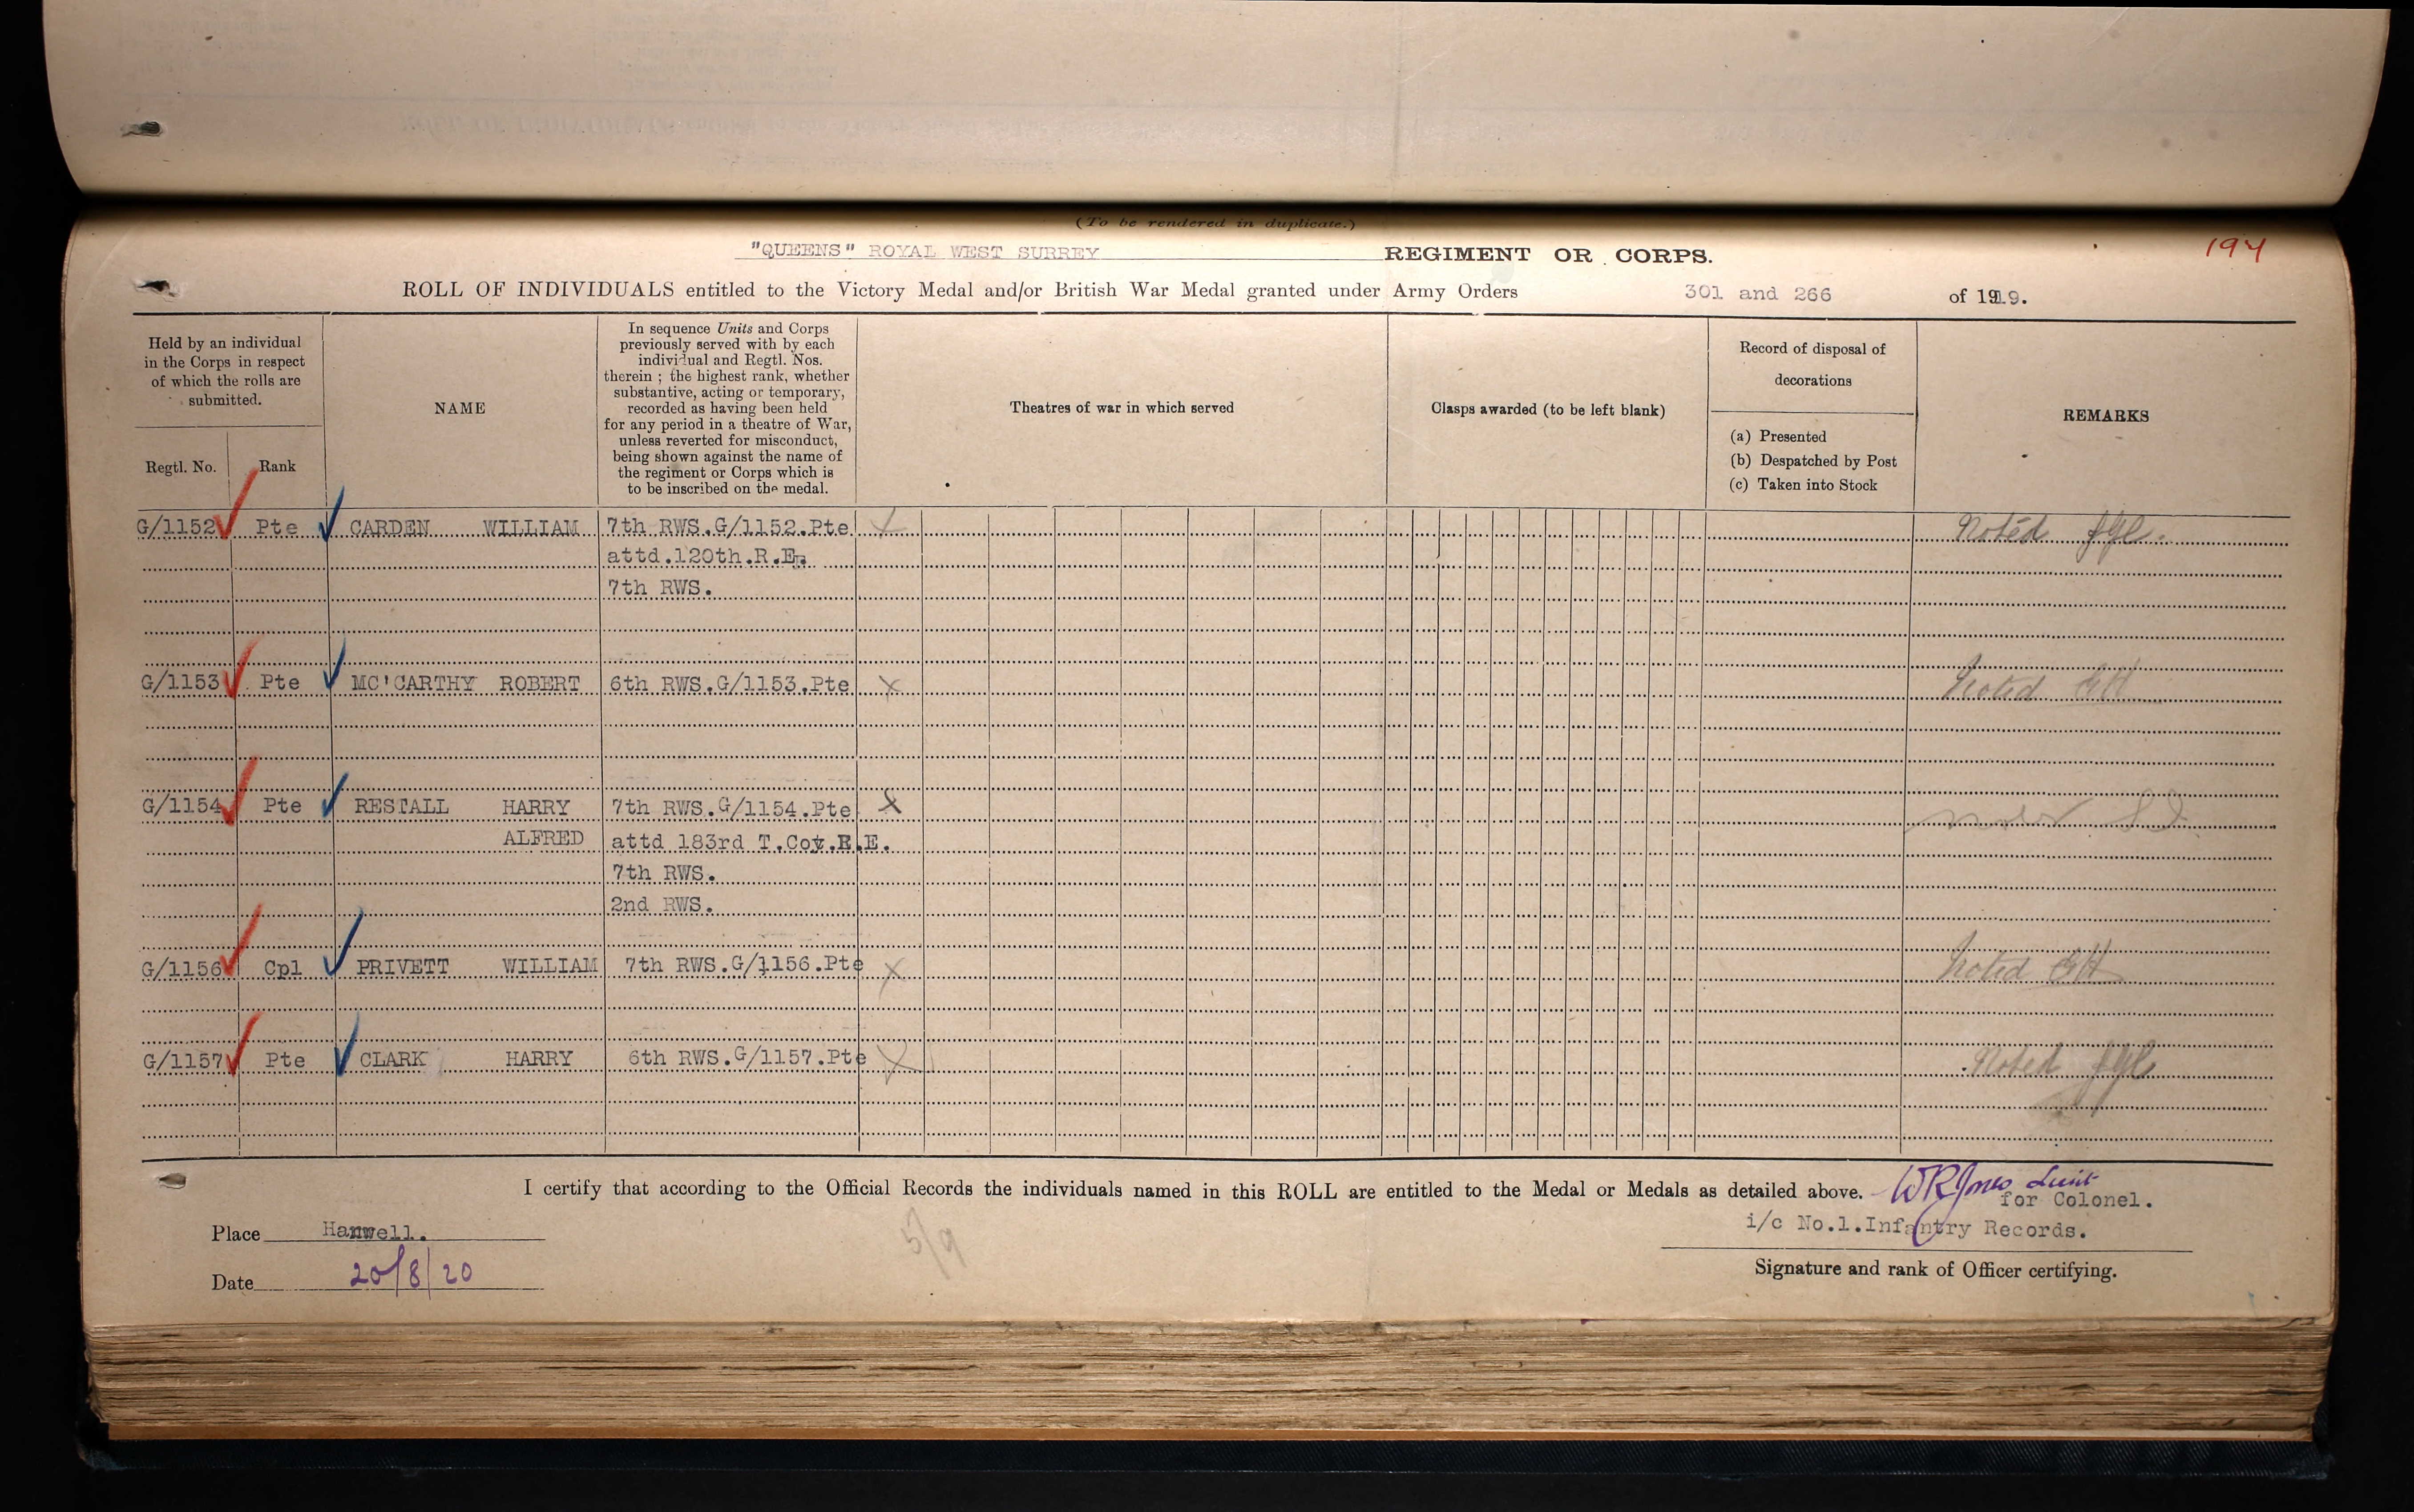 (To be rendered in duplicate.)
"QUEENS" ROYAL WEST SURREY REGIMENT OR CORPS. 194
ROLL OF INDIVIDUALS entitled to the Victory Medal and/or British War Medal granted under Army Orders 301 and 266 of 1919.
Held by an individual
in the Corps in respect
of which the rolls are
submitted.
Regtl. No. Rank
NAME
In sequence Units and Corps
previously served with by each
individual and Regtl. Nos.
therein ; the highest rank, whether
substantive, acting or temporary,
recorded as having been held
for any period in a theatre of War,
unless reverted for misconduct,
being shown against the name of
the regiment or Corps which is
to be inscribed on the medal.
Theatres of war in which served
Clasps awarded (to be left blank)
Record of disposal of
decorations
(a) Presented
(b) Despatched by Post
(c) Taken into Stock
REMARKS
G/1152 Pte CARDEN WILLIAM 7th RWS.G/1152.Pte X Noted
attd.120th.R.E.
7th RWS.
G/1153 Pte MC'CARTHY ROBERT 6th RWS.G/1153.Pte X Noted
G/1154 Pte RESTALL HARRY 7th RWS.G/1154.Pte X
ALFRED attd 183rd T.Coy.R.E.
7th RWS.
2nd RWS.
G/1156 Cpl PRIVETT WILLIAM 7th RWS.G/1156.Pte X Noted
G/1157 Pte CLARK HARRY 6th RWS.G/1157.Pte X Noted
I certify that according to the Official Records the individuals named in this ROLL are entitled to the Medal or Medals as detailed above. WRJones Lieut
for Colonel.
Place Hanwell. 5/9 i/c No.1.Infantry Records.
Date 20/8/20 Signature and rank of Officer certifying.